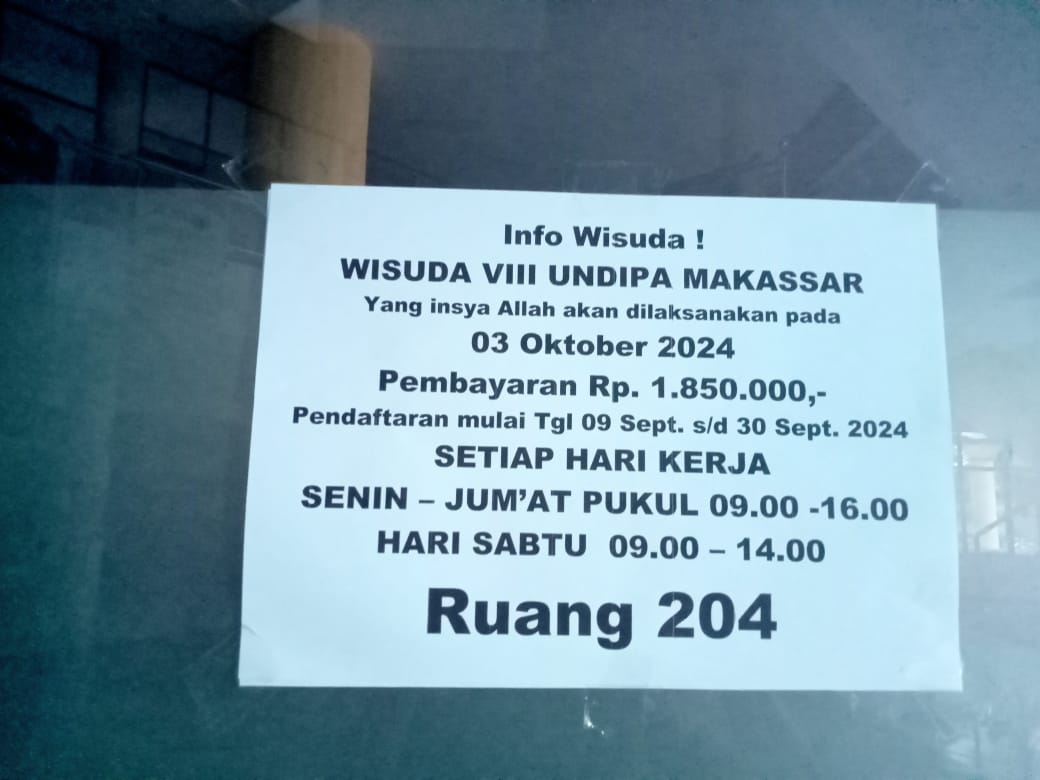 Info Wisuda !
WISUDA VIII UNDIPA MAKASSAR
Yang insya Allah akan dilaksanakan pada
03 Oktober 2024
Pembayaran Rp. 1.850.000,-
Pendaftaran mulai Tgl 09 Sept. s/d 30 Sept. 2024
SETIAP HARI KERJA
SENIN – JUM’AT PUKUL 09.00 -16.00
HARI SABTU 09.00 – 14.00
Ruang 204